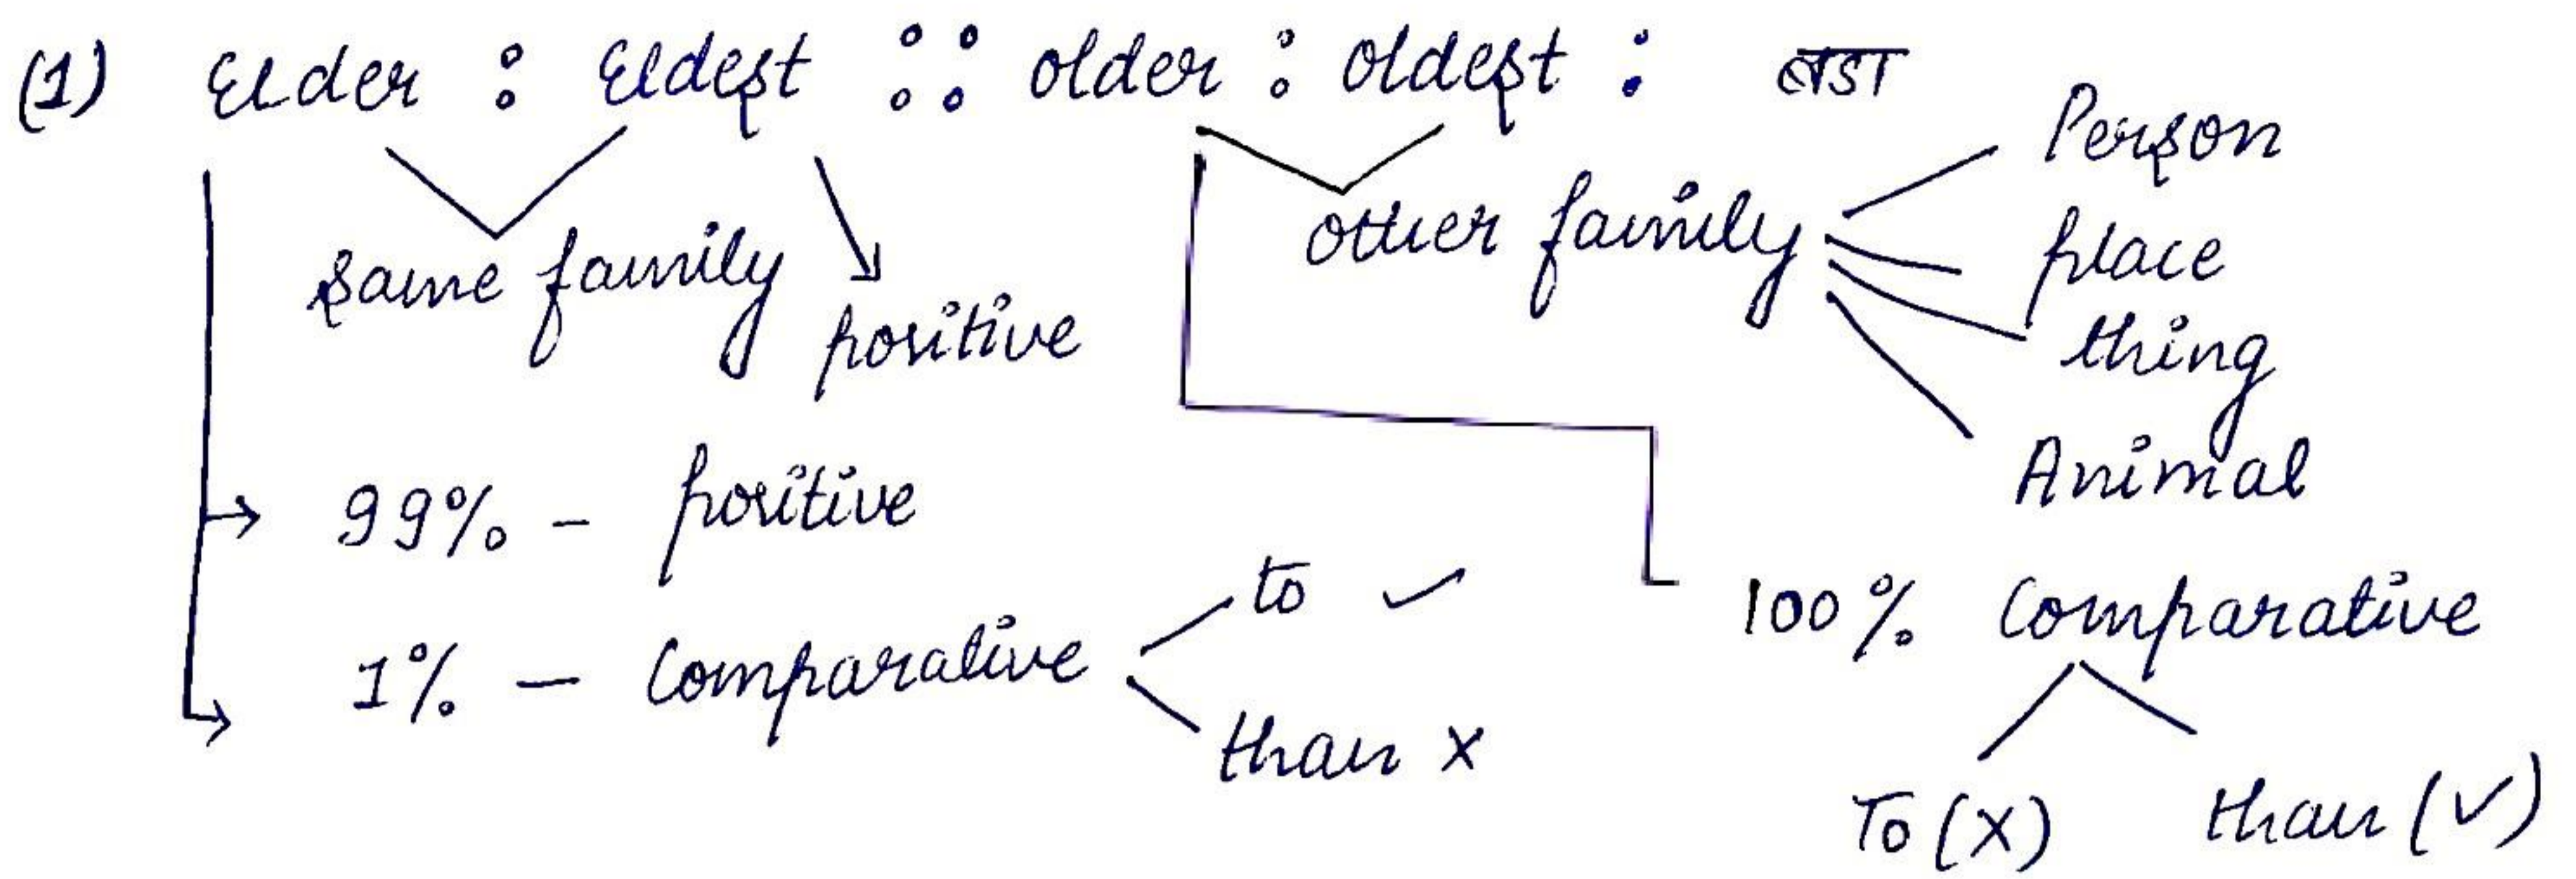 (1) Elder : Eldest :: older : oldest : बडा
Person
same family
other family
place
positive
thing
Animal
99% - positive
to ✓
100% Comparative
1% - Comparative
than x
To (x) than (✓)